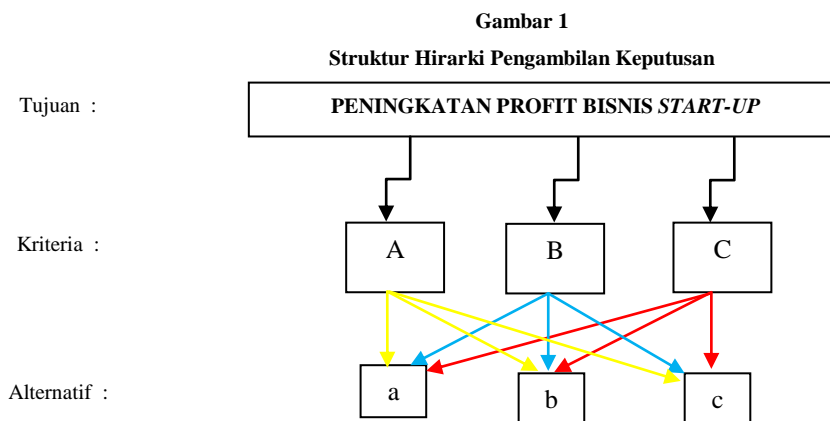 Gambar 1
Struktur Hirarki Pengambilan Keputusan
Tujuan :
PENINGKATAN PROFIT BISNIS START-UP
Kriteria :
A
B
C
Alternatif :
a
b
c